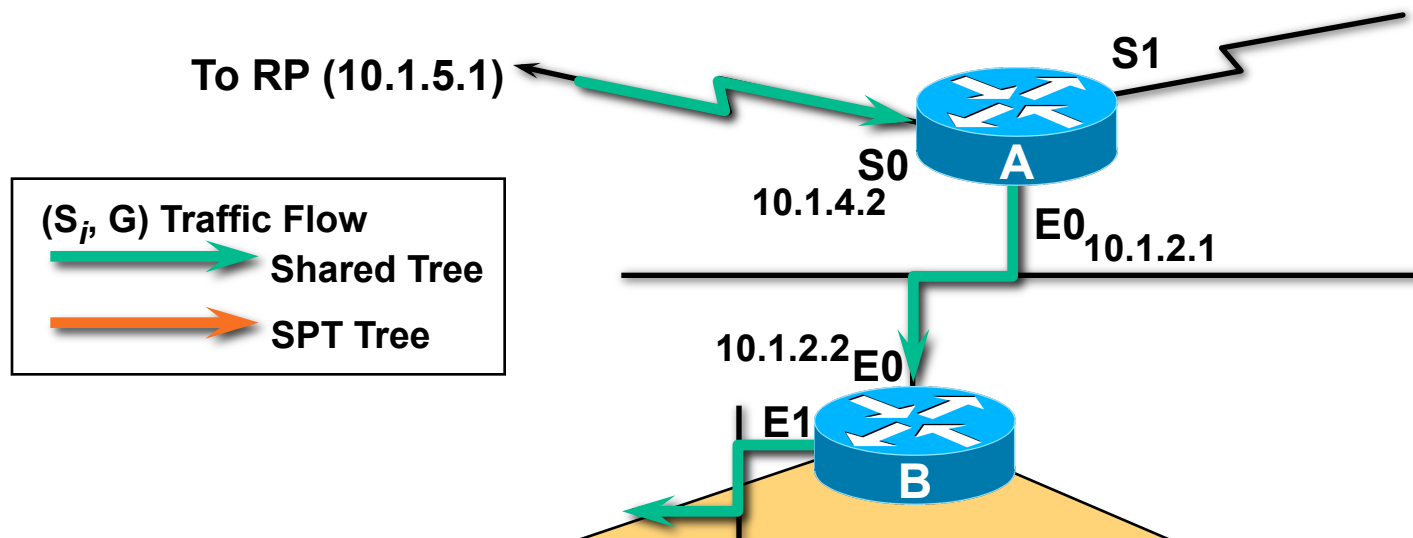 S1
To RP (10.1.5.1)
A
S0
10.1.4.2
(Si, G) Traffic Flow
Shared Tree
SPT Tree
E0
10.1.2.1
10.1.2.2
E0
E1
B